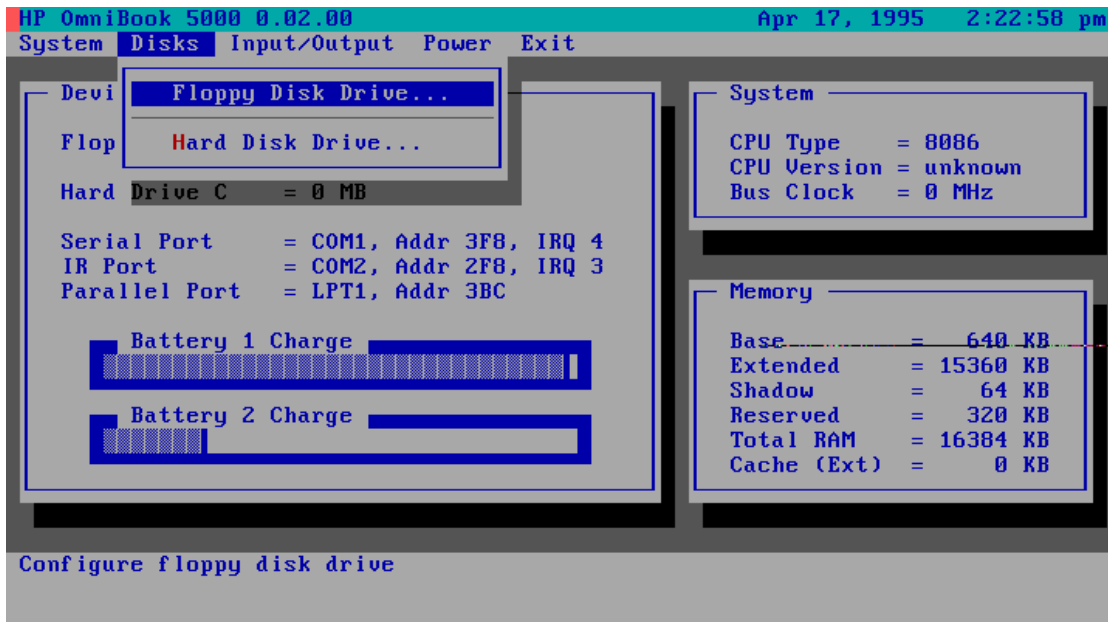 HP OmniBook 5000 0.02.00 Apr 17, 1995 2:22:58 pm
System Disks Input/Output Power Exit
Floppy Disk Drive...
Hard Disk Drive...
Devi
Flop
Hard Drive C = 0 MB
Serial Port = COM1, Addr 3F8, IRQ 4
IR Port = COM2, Addr 2F8, IRQ 3
Parallel Port = LPT1, Addr 3BC
Battery 1 Charge
Battery 2 Charge
System
CPU Type = 8086
CPU Version = unknown
Bus Clock = 0 MHz
Memory
Base = 640 KB
Extended = 15360 KB
Shadow = 64 KB
Reserved = 320 KB
Total RAM = 16384 KB
Cache (Ext) = 0 KB
Configure floppy disk drive